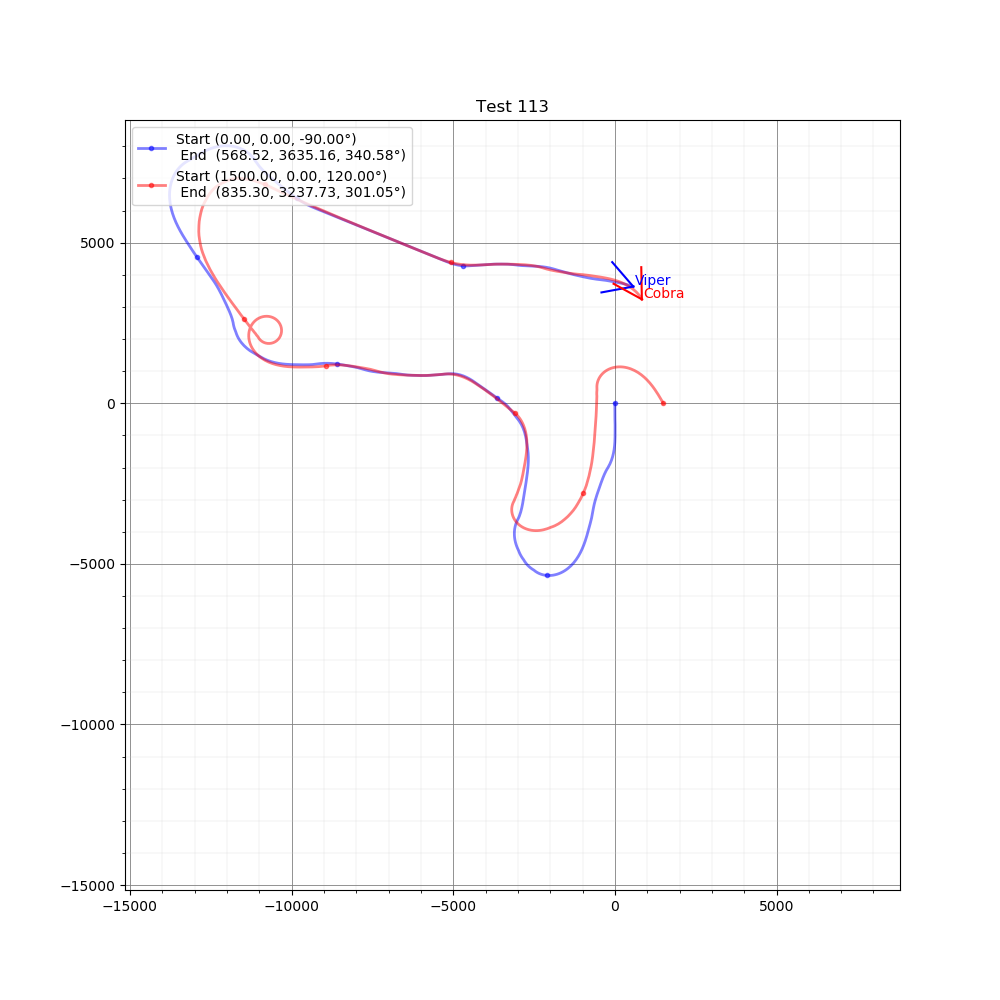 Test 113
Start (0.00, 0.00, -90.00°)
End  (568.52, 3635.16, 340.58°)
Start (1500.00, 0.00, 120.00°)
End  (835.30, 3237.73, 301.05°)
5000
0
−5000
−10000
−15000
Viper
Cobra
−15000
−10000
−5000
0
5000